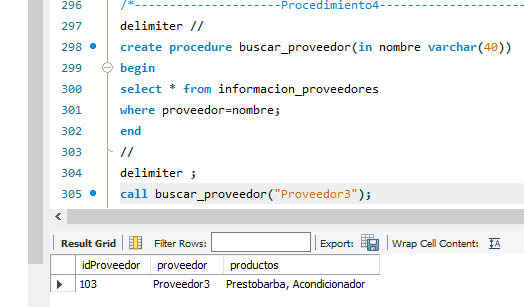 296 /*----------------------Procedimiento4----------------------
297 delimiter //
298 create procedure buscar_proveedor(in nombre varchar(40))
299 begin
300 select * from informacion_proveedores
301 where proveedor=nombre;
302 end
303 //
304 delimiter ;
305 call buscar_proveedor("Proveedor3");
Result Grid Filter Rows: Export: Wrap Cell Content:
idProveedor proveedor productos
103 Proveedor3 Prestobarba, Acondicionador